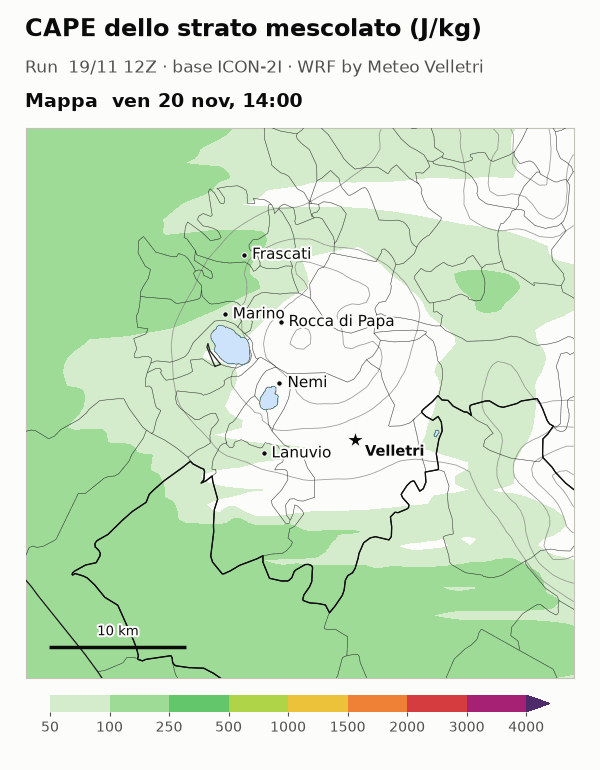 CAPE dello strato mescolato (J/kg)
Run  19/11 12Z · base ICON-2I · WRF by Meteo Velletri
Mappa  ven 20 nov, 14:00
Frascati
Marino
Rocca di Papa
Nemi
Velletri
Lanuvio
10 km
50 100 250 500 1000 1500 2000 3000 4000